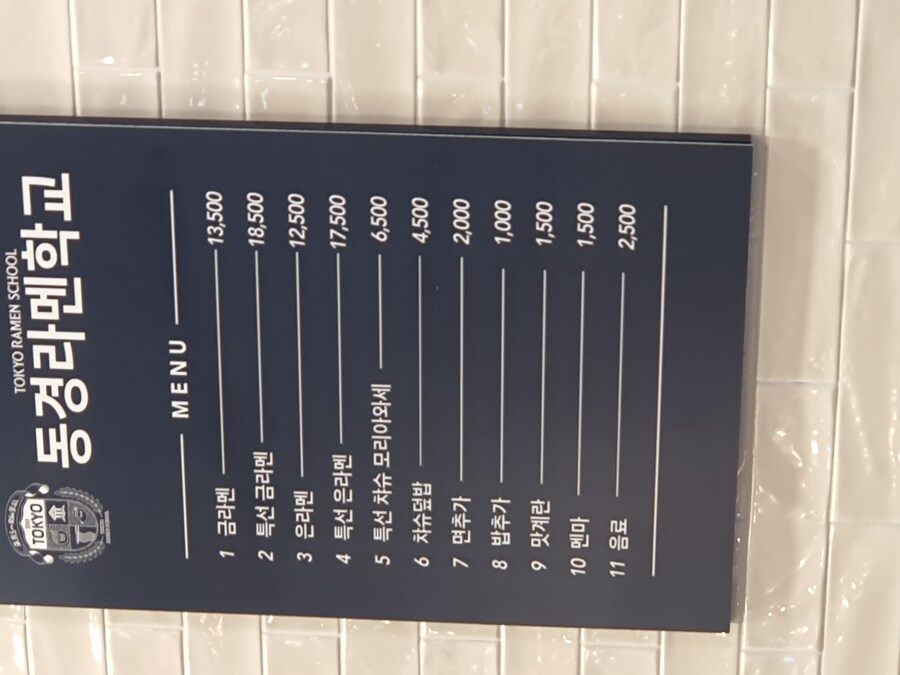 TOKYO
TOKYO RAMEN SCHOOL
동경라멘학교
MENU
1 금라멘 13,500
2 특선 금라멘 18,500
3 은라멘 12,500
4 특선 은라멘 17,500
5 특선 차슈 모리아와세 6,500
6 차슈덮밥 4,500
7 면추가 2,000
8 밥추가 1,000
9 맛계란 1,500
10 멘마 1,500
11 음료 2,500